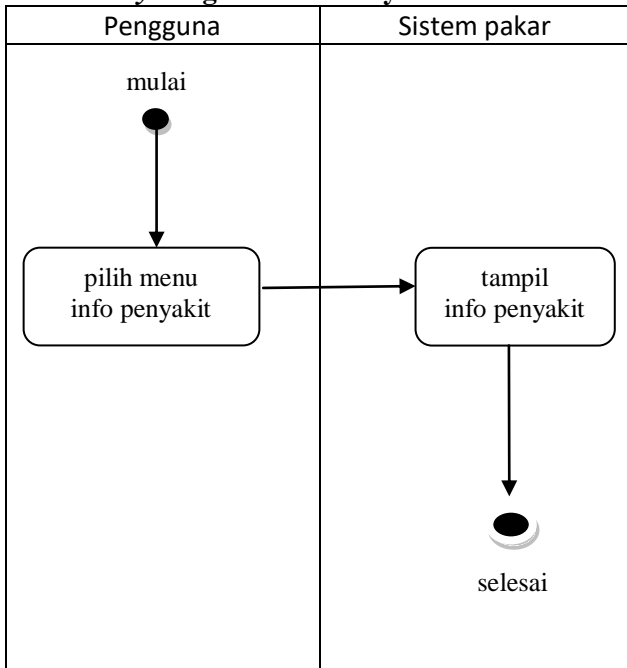 Pengguna
Sistem pakar
mulai
pilih menu
info penyakit
tampil
info penyakit
selesai